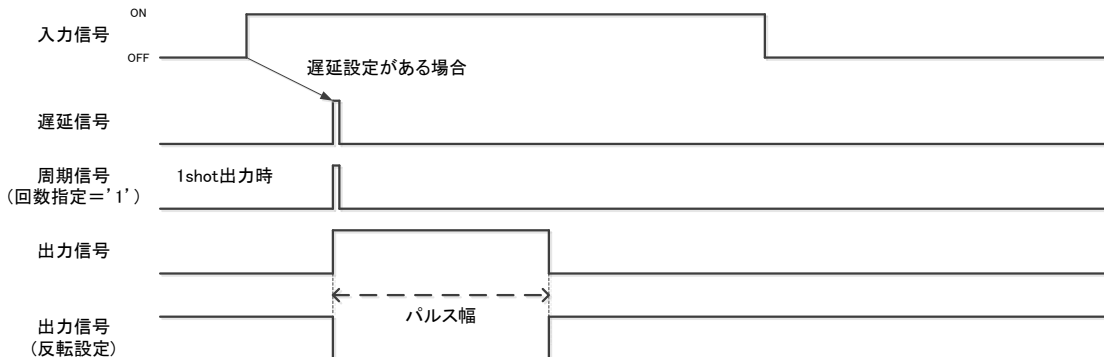 ON
入力信号
OFF
遅延設定がある場合
遅延信号
周期信号
（回数指定＝’1’）
1shot出力時
出力信号
パルス幅
出力信号
（反転設定）